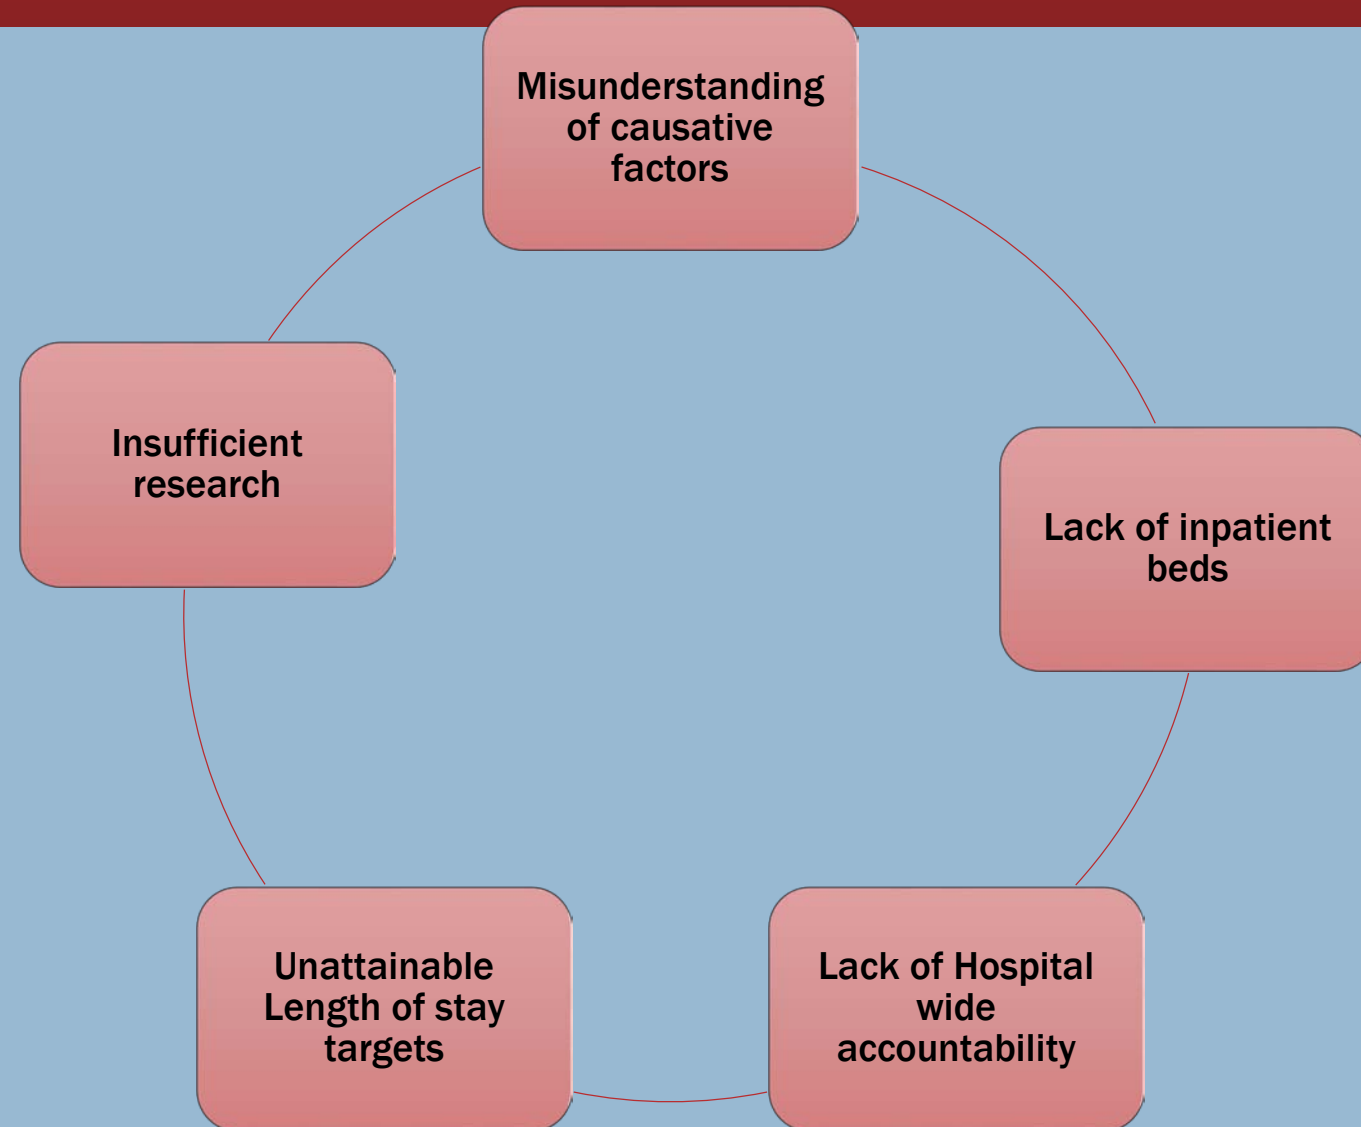 Misunderstanding
of causative
factors
Lack of inpatient
beds
Lack of Hospital
wide
accountability
Unattainable
Length of stay
targets
Insufficient
research